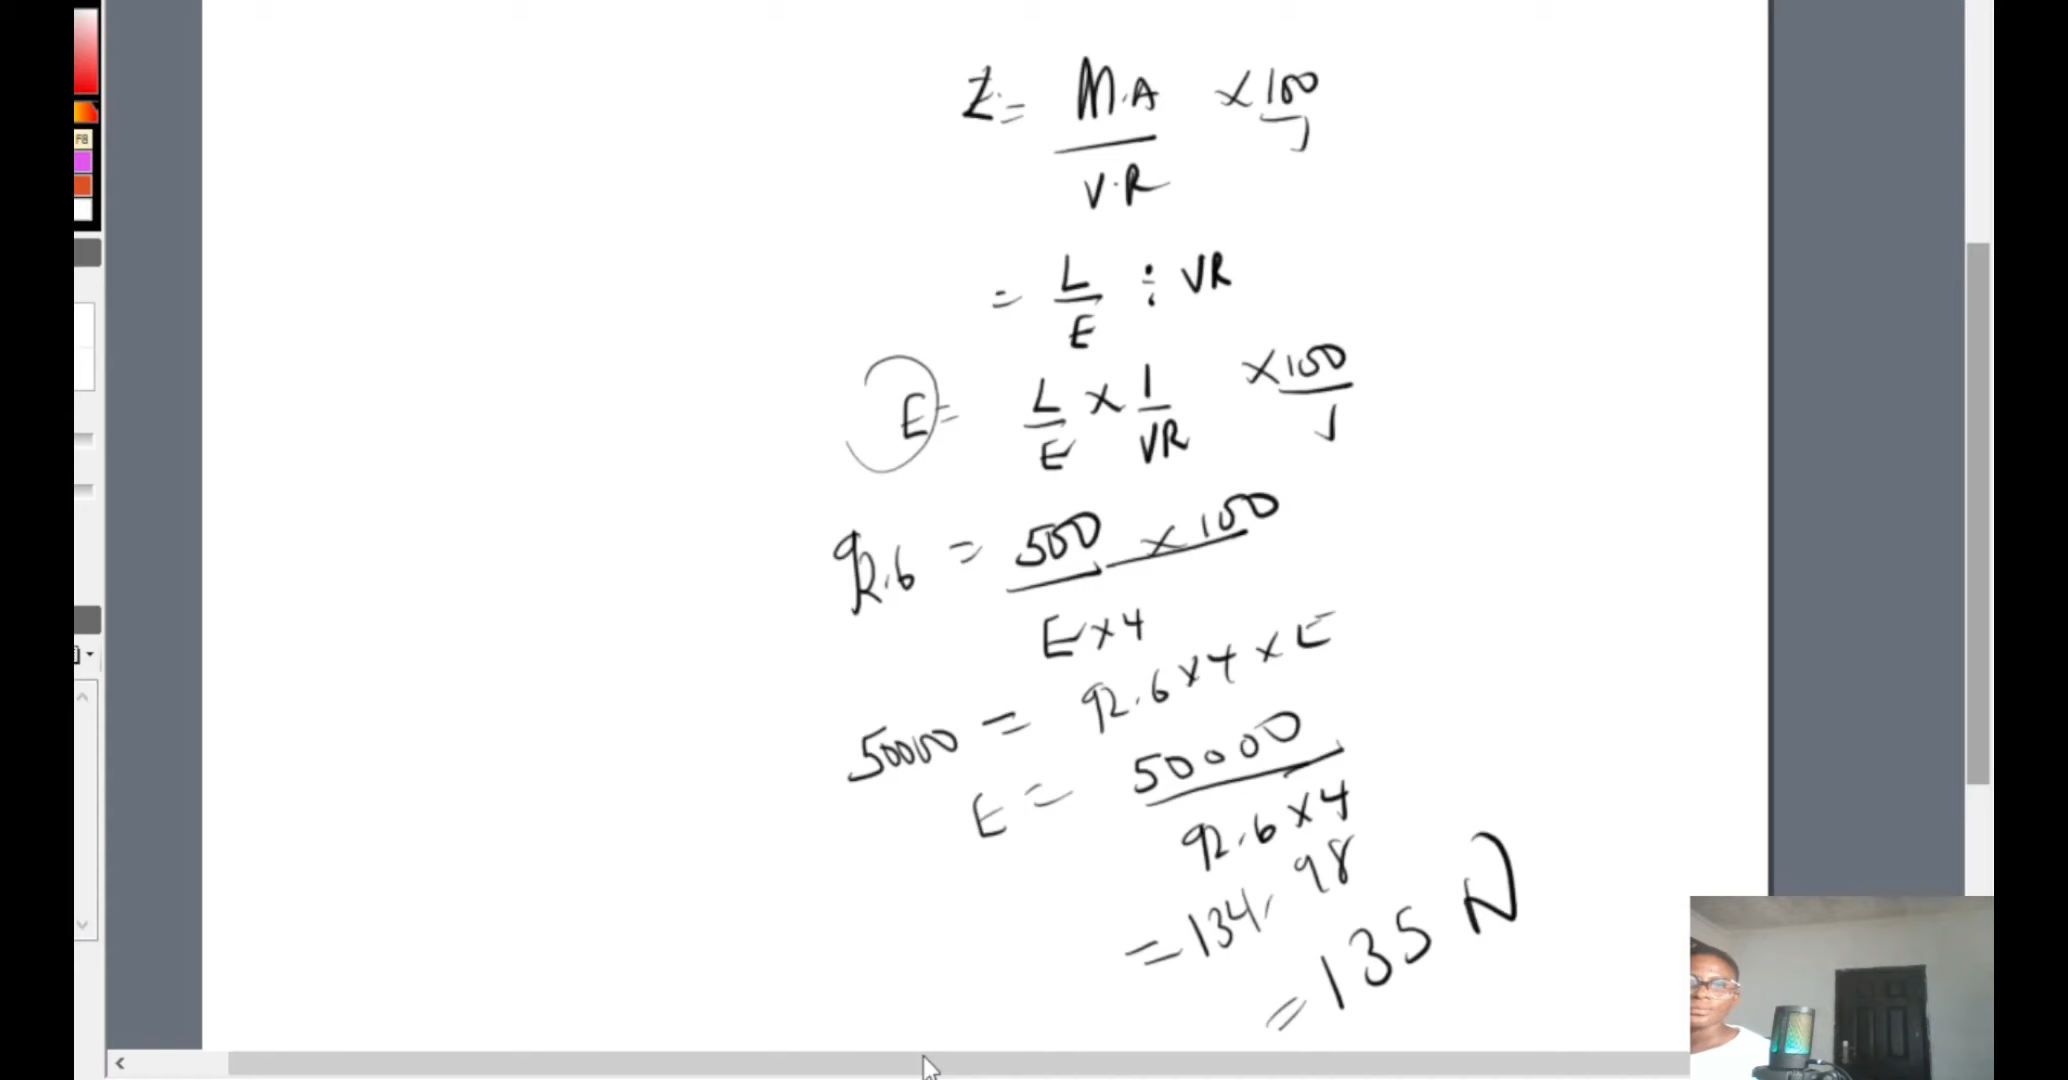 F8
Σ = M.A / V.R × 100/1
= L/E ÷ VR
E = L/E × 1/VR × 100/1
92.6 = 500 × 100 / E × 4
50000 = 92.6 × 4 × E
E = 50000 / 92.6 × 4
= 134.98
= 135 N